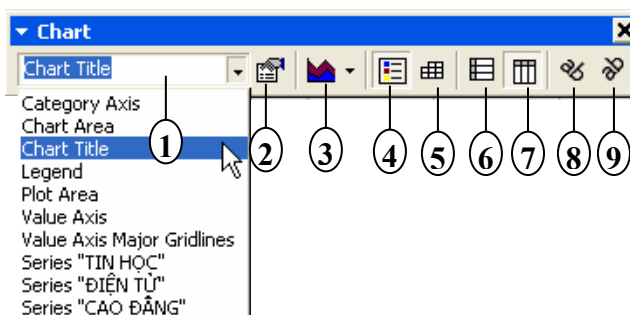 Chart
Chart Title
Category Axis
Chart Area
Chart Title
Legend
Plot Area
Value Axis
Value Axis Major Gridlines
Series "TIN HỌC"
Series "ĐIỆN TỬ"
Series "CAO ĐẲNG"
1 2 3 4 5 6 7 8 9